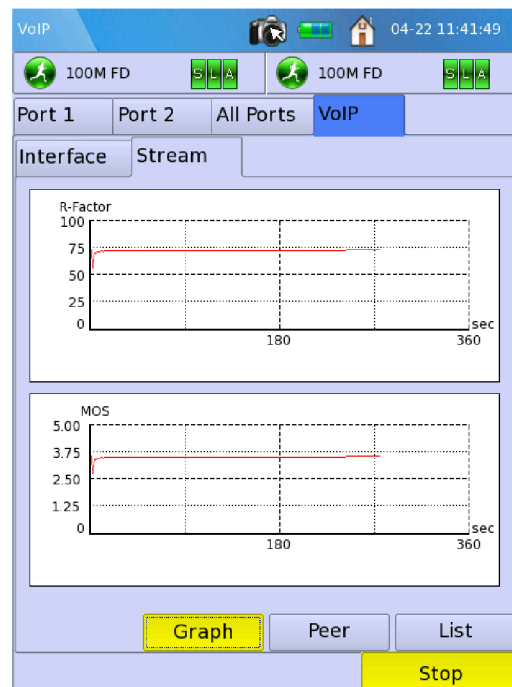 VoIP 04-22 11:41:49
100M FD S L A 100M FD S L A
Port 1 Port 2 All Ports VoIP
Interface Stream
R-Factor
100
75
50
25
0
sec
180 360
MOS
5.00
3.75
2.50
1.25
0
sec
180 360
Graph Peer List
Stop